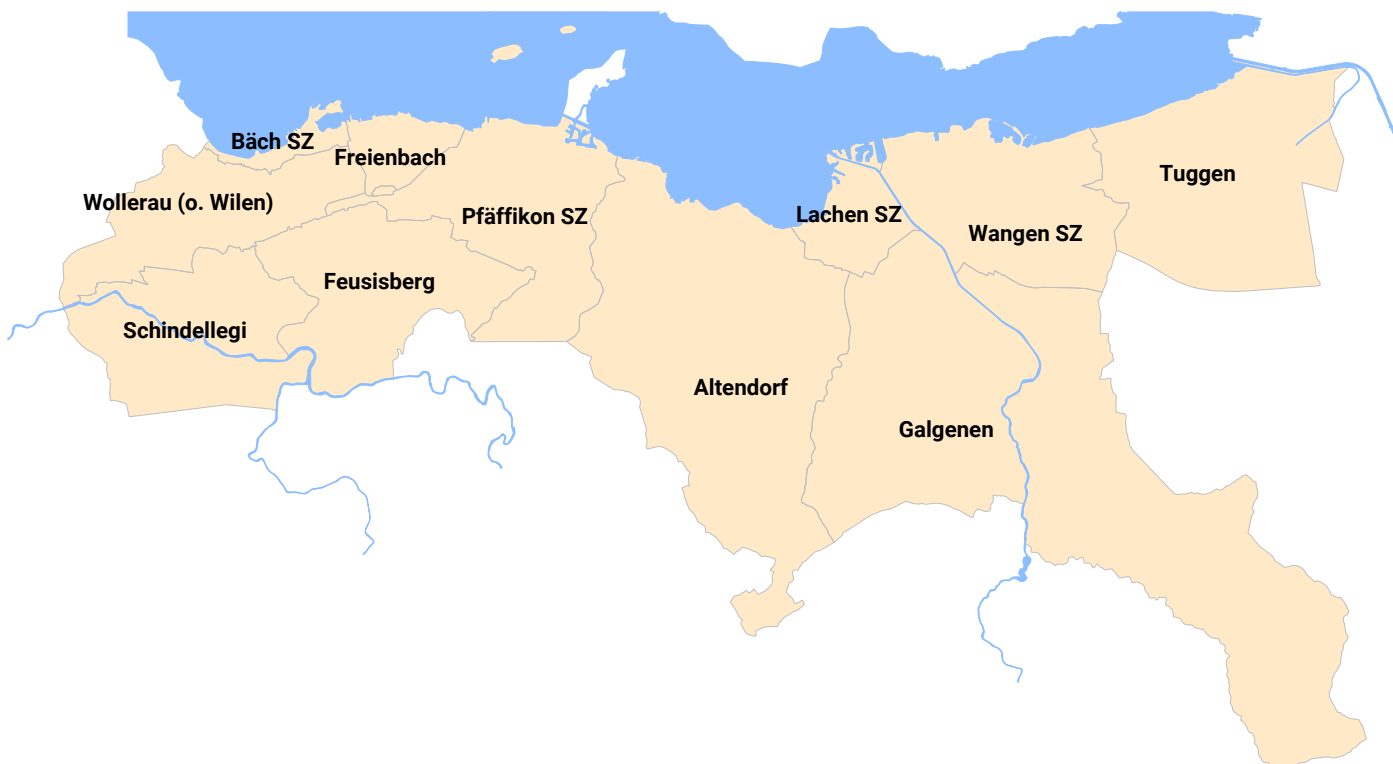 Bäch SZ
Freienbach
Tuggen
Wollerau (o. Wilen)
Pfäffikon SZ
Lachen SZ
Wangen SZ
Feusisberg
Schindellegi
Altendorf
Galgenen